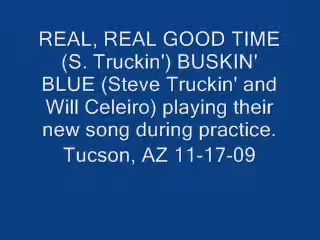 REAL, REAL GOOD TIME
(S. Truckin') BUSKIN'
BLUE (Steve Truckin' and
Will Celeiro) playing their
new song during practice.
Tucson, AZ 11-17-09